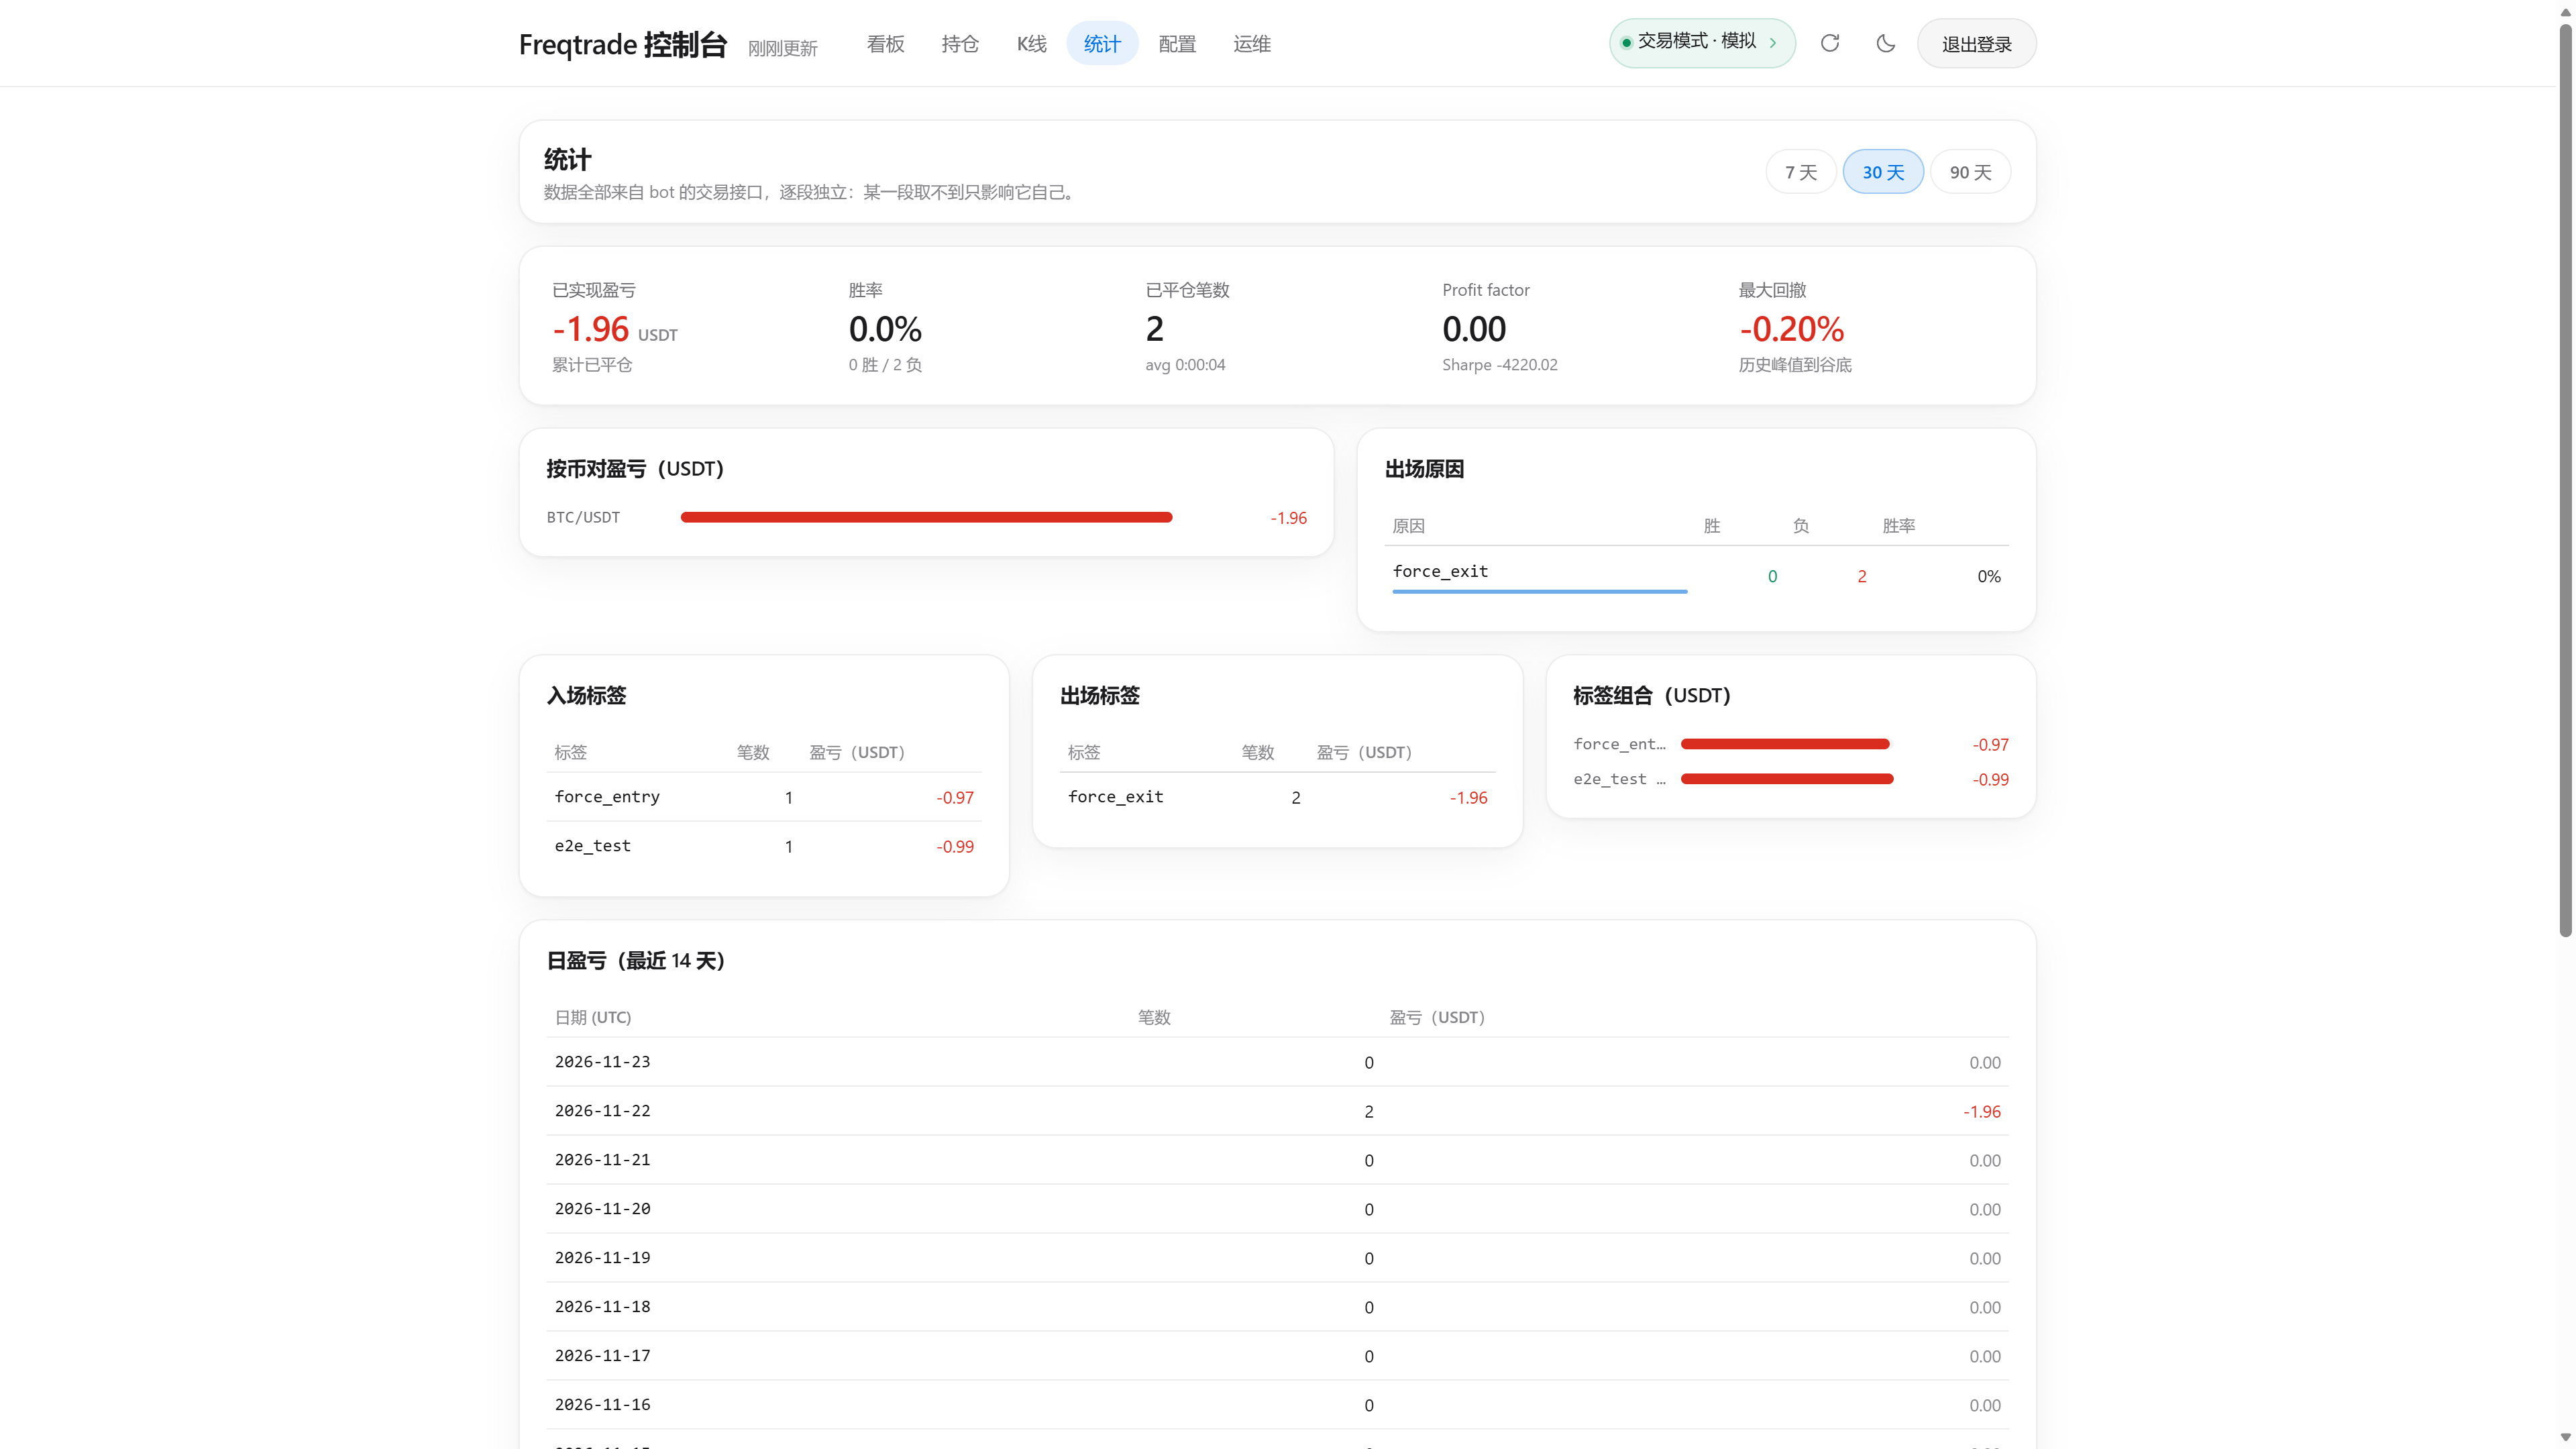 Freqtrade 控制台 刚刚更新 看板 持仓 K线 统计 配置 运维 交易模式 · 模拟 退出登录
统计
数据全部来自 bot 的交易接口，逐段独立：某一段取不到只影响它自己。
7 天 30 天 90 天
已实现盈亏 胜率 已平仓笔数 Profit factor 最大回撤
-1.96 USDT 0.0% 2 0.00 -0.20%
累计已平仓 0 胜 / 2 负 avg 0:00:04 Sharpe -4220.02 历史峰值到谷底
按币对盈亏（USDT）
BTC/USDT -1.96
出场原因
原因 胜 负 胜率
force_exit 0 2 0%
入场标签
标签 笔数 盈亏（USDT）
force_entry 1 -0.97
e2e_test 1 -0.99
出场标签
标签 笔数 盈亏（USDT）
force_exit 2 -1.96
标签组合（USDT）
force_ent… -0.97
e2e_test … -0.99
日盈亏（最近 14 天）
日期 (UTC) 笔数 盈亏（USDT）
2026-11-23 0 0.00
2026-11-22 2 -1.96
2026-11-21 0 0.00
2026-11-20 0 0.00
2026-11-19 0 0.00
2026-11-18 0 0.00
2026-11-17 0 0.00
2026-11-16 0 0.00